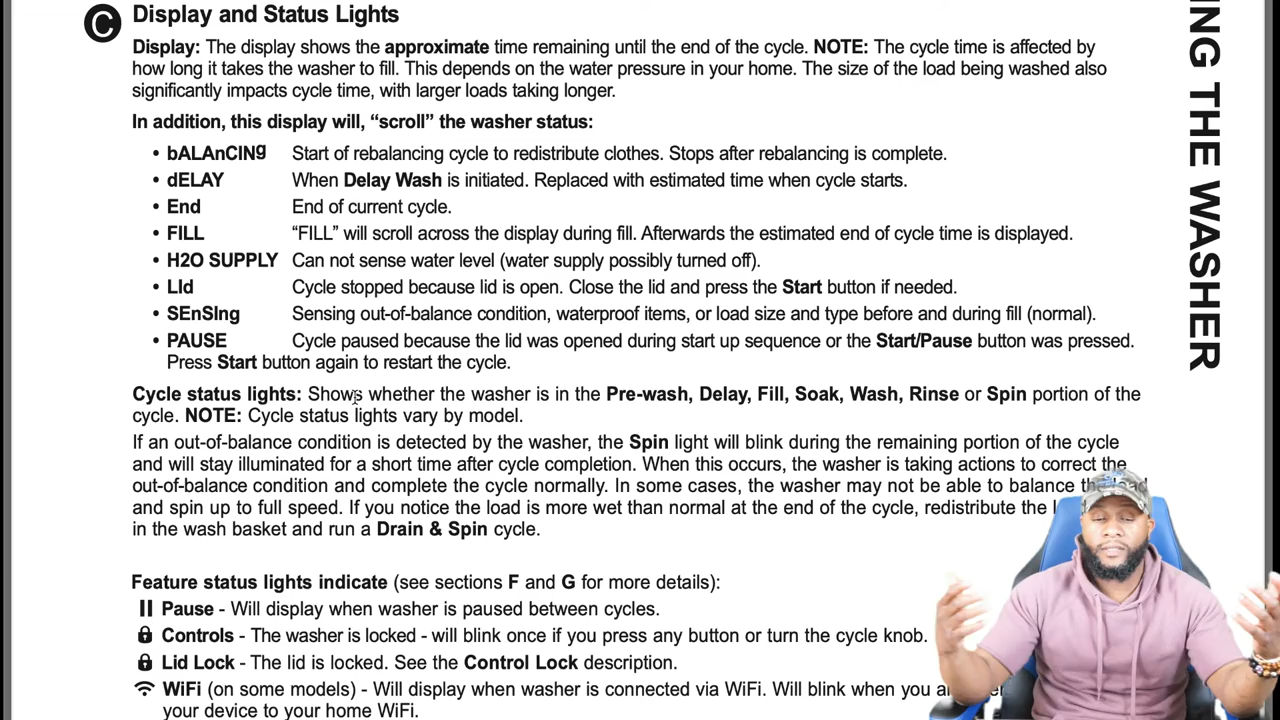 C Display and Status Lights
Display: The display shows the approximate time remaining until the end of the cycle. NOTE: The cycle time is affected by
how long it takes the washer to fill. This depends on the water pressure in your home. The size of the load being washed also
significantly impacts cycle time, with larger loads taking longer.
In addition, this display will, “scroll” the washer status:
• bALAnCINg Start of rebalancing cycle to redistribute clothes. Stops after rebalancing is complete.
• dELAY When Delay Wash is initiated. Replaced with estimated time when cycle starts.
• End End of current cycle.
• FILL “FILL” will scroll across the display during fill. Afterwards the estimated end of cycle time is displayed.
• H2O SUPPLY Can not sense water level (water supply possibly turned off).
• LId Cycle stopped because lid is open. Close the lid and press the Start button if needed.
• SEnSIng Sensing out-of-balance condition, waterproof items, or load size and type before and during fill (normal).
• PAUSE Cycle paused because the lid was opened during start up sequence or the Start/Pause button was pressed.
Press Start button again to restart the cycle.
Cycle status lights: Shows whether the washer is in the Pre-wash, Delay, Fill, Soak, Wash, Rinse or Spin portion of the
cycle. NOTE: Cycle status lights vary by model.
If an out-of-balance condition is detected by the washer, the Spin light will blink during the remaining portion of the cycle
and will stay illuminated for a short time after cycle completion. When this occurs, the washer is taking actions to correct the
out-of-balance condition and complete the cycle normally. In some cases, the washer may not be able to balance the load
and spin up to full speed. If you notice the load is more wet than normal at the end of the cycle, redistribute the
in the wash basket and run a Drain & Spin cycle.
Feature status lights indicate (see sections F and G for more details):
Pause - Will display when washer is paused between cycles.
Controls - The washer is locked - will blink once if you press any button or turn the cycle knob.
Lid Lock - The lid is locked. See the Control Lock description.
WiFi (on some models) - Will display when washer is connected via WiFi. Will blink when you
your device to your home WiFi.
ING THE WASHER